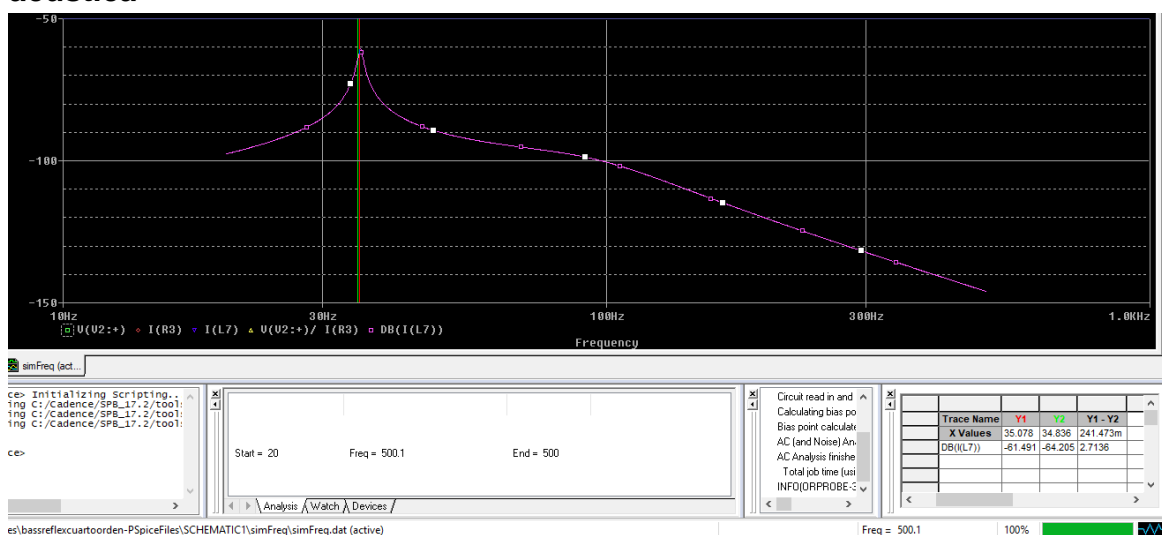 -50
-100
-150
10Hz 30Hz 100Hz 300Hz 1.0KHz
V(V2:+) I(R3) I(L7) V(V2:+)/ I(R3) DB(I(L7))
Frequency
simFreq (act...
ce> Initializing Scripting..
ing C:/Cadence/SPB_17.2/tool
ing C:/Cadence/SPB_17.2/tool
ce>
Start = 20 Freq = 500.1 End = 500
Analysis Watch Devices
Circuit read in and
Calculating bias po
Bias point calculate
AC (and Noise) An
AC Analysis finishe
Total job time (usi
INFO(ORPROBE-3
Trace Name Y1 Y2 Y1 - Y2
X Values 35.078 34.836 241.473m
DB(I(L7)) -61.491 -64.205 2.7136
es\bassreflexcuartoorden-PSpiceFiles\SCHEMATIC1\simFreq\simFreq.dat (active) Freq = 500.1 100%